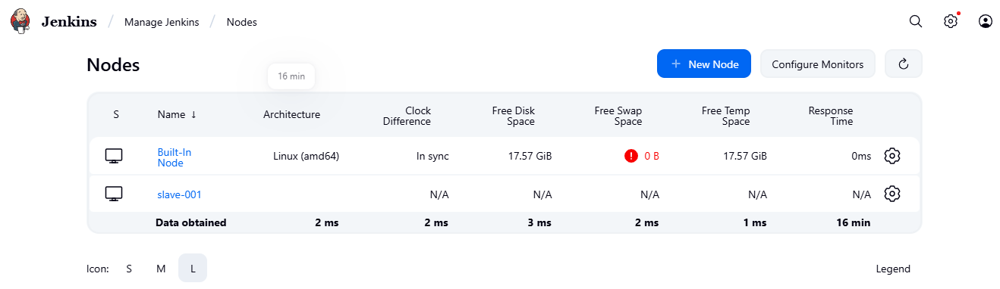 Jenkins / Manage Jenkins / Nodes
Nodes
16 min
+ New Node
Configure Monitors
S Name ↓ Architecture Clock Difference Free Disk Space Free Swap Space Free Temp Space Response Time
Built-In Node Linux (amd64) In sync 17.57 GiB ! 0 B 17.57 GiB 0ms
slave-001 N/A N/A N/A N/A N/A
Data obtained 2 ms 2 ms 3 ms 2 ms 1 ms 16 min
Icon: S M L Legend